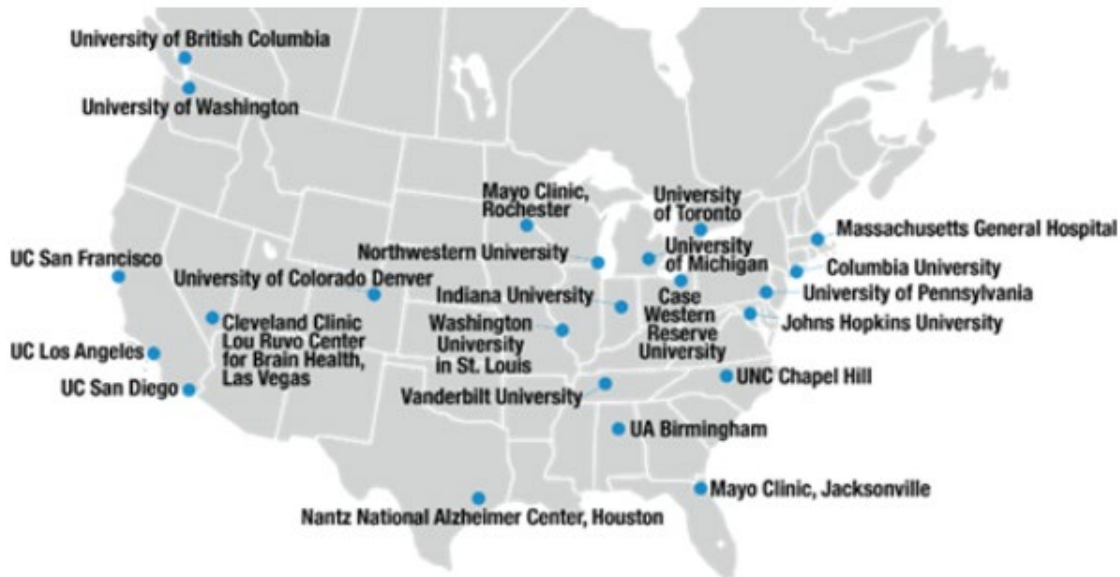 University of British Columbia
University of Washington
Mayo Clinic,
Rochester
University
of Toronto
Massachusetts General Hospital
Northwestern University
University
of Michigan
UC San Francisco
University of Colorado Denver
Columbia University
Indiana University
University of Pennsylvania
Cleveland Clinic
Lou Ruvo Center
for Brain Health,
Las Vegas
Washington
University
in St. Louis
Case
Western
Reserve
University
Johns Hopkins University
UC Los Angeles
UC San Diego
Vanderbilt University
UNC Chapel Hill
UA Birmingham
Mayo Clinic, Jacksonville
Nantz National Alzheimer Center, Houston